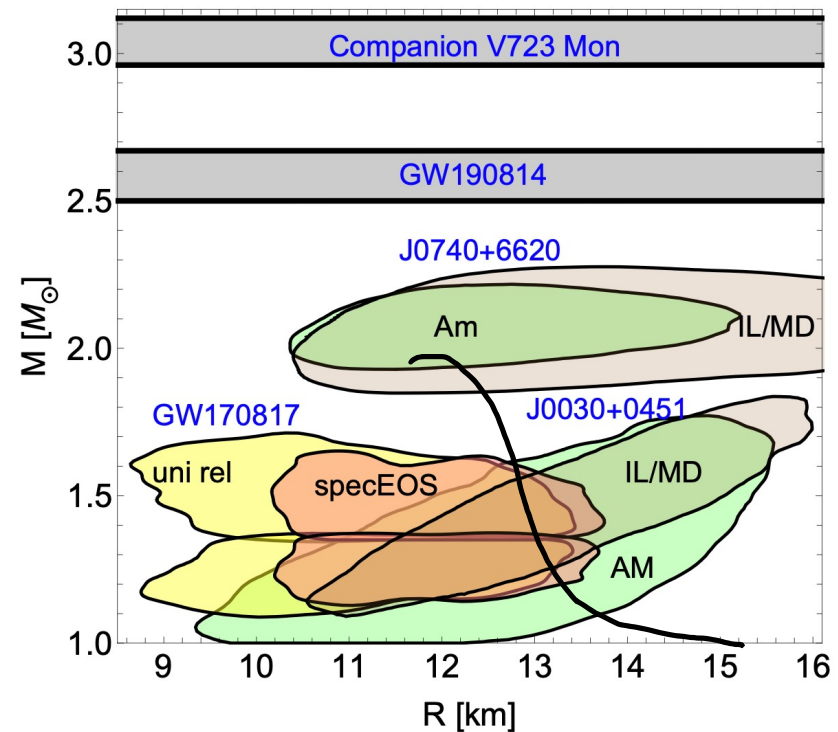 Companion V723 Mon
3.0
GW190814
2.5
J0740+6620
Am
IL/MD
2.0
M [M⊙]
GW170817
J0030+0451
uni rel
specEOS
IL/MD
1.5
AM
1.0
9 10 11 12 13 14 15 16
R [km]